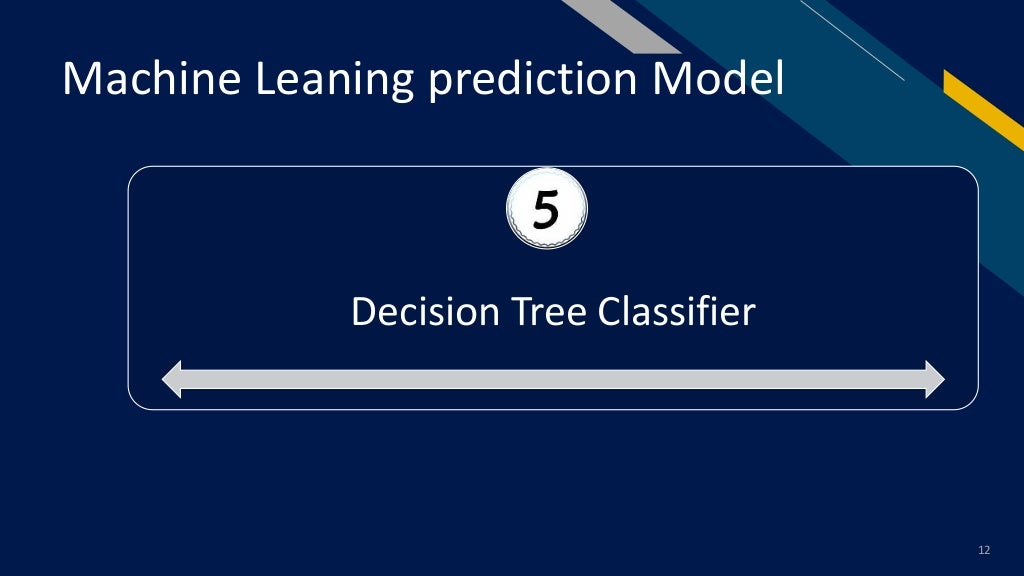 Machine Leaning prediction Model
5
Decision Tree Classifier
12